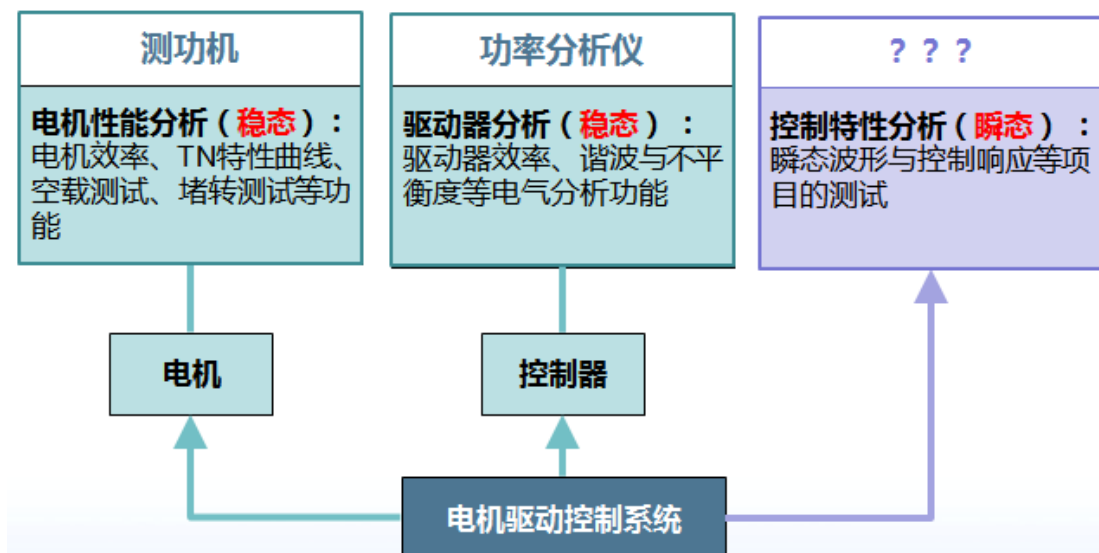 测功机
电机性能分析（稳态）：
电机效率、TN特性曲线、
空载测试、堵转测试等功
能
功率分析仪
驱动器分析（稳态）：
驱动器效率、谐波与不平
衡度等电气分析功能
？？？
控制特性分析（瞬态）：
瞬态波形与控制响应等项
目的测试
电机
控制器
电机驱动控制系统